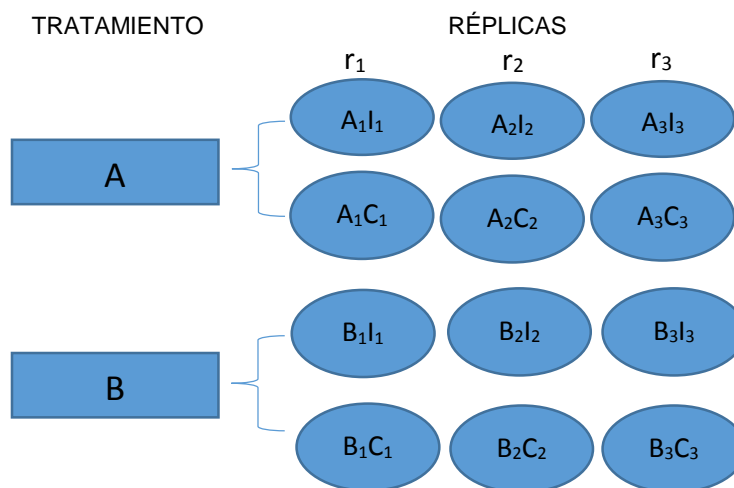 TRATAMIENTO RÉPLICAS
r₁ r₂ r₃
A₁I₁ A₂I₂ A₃I₃
A
A₁C₁ A₂C₂ A₃C₃
B₁I₁ B₂I₂ B₃I₃
B
B₁C₁ B₂C₂ B₃C₃